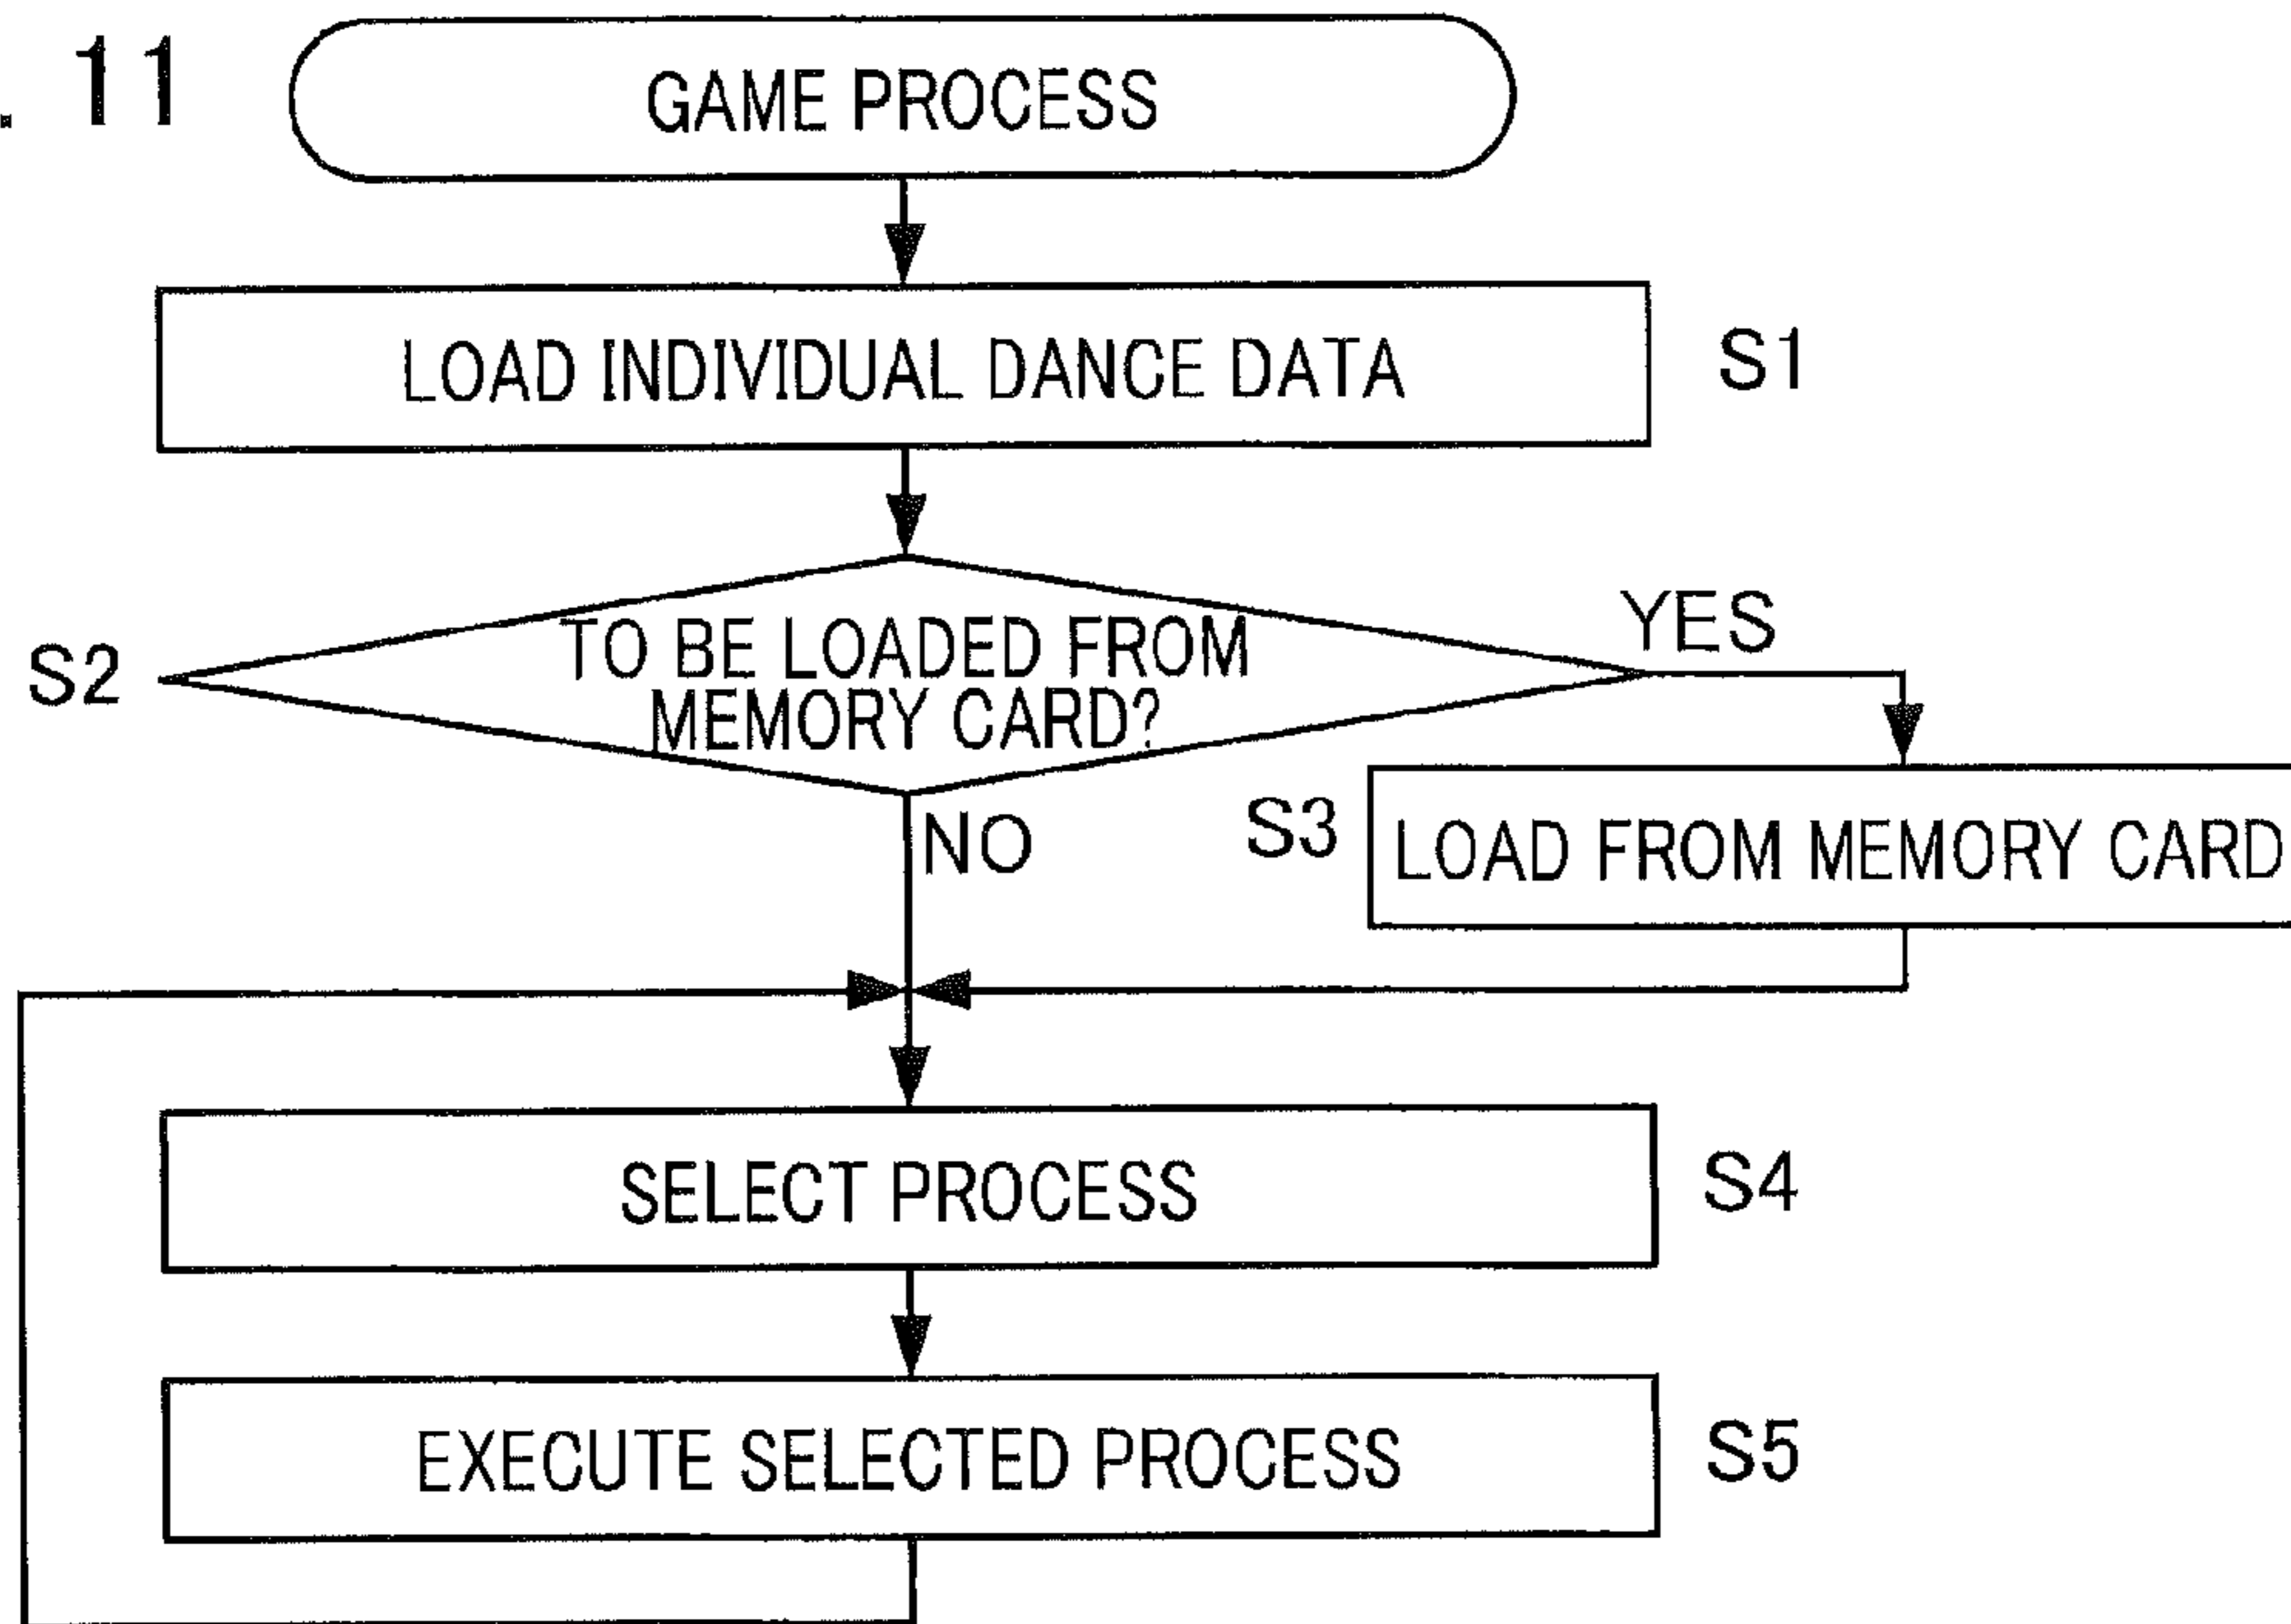 . 11
GAME PROCESS
LOAD INDIVIDUAL DANCE DATA
S1
S2
TO BE LOADED FROM
MEMORY CARD?
YES
NO
S3
LOAD FROM MEMORY CARD
SELECT PROCESS
S4
EXECUTE SELECTED PROCESS
S5